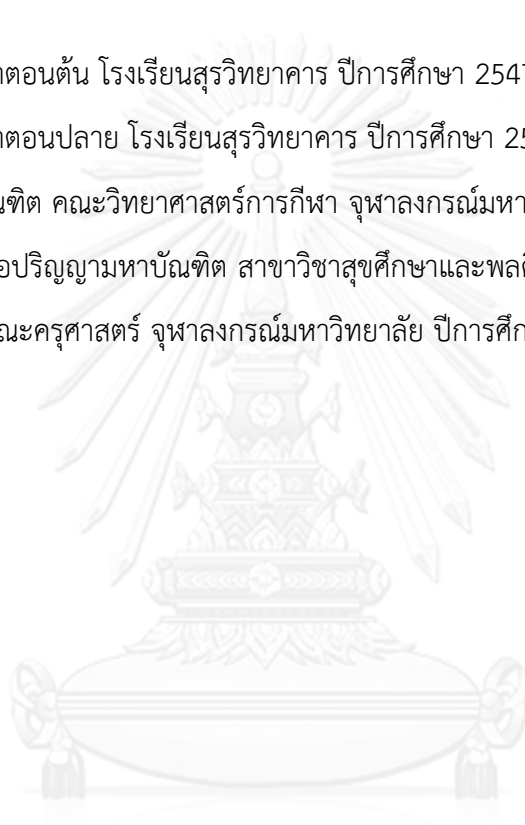 าตอนต้น โรงเรียนสุรวิทยาคาร ปีการศึกษา 2547
าตอนปลาย โรงเรียนสุรวิทยาคาร ปีการศึกษา 25
ณฑิต คณะวิทยาศาสตร์การกีฬา จุฬาลงกรณ์มหา
อปริญญามหาบัณฑิต สาขาวิชาสุขศึกษาและพลศึ
ณะครุศาสตร์ จุฬาลงกรณ์มหาวิทยาลัย ปีการศึก